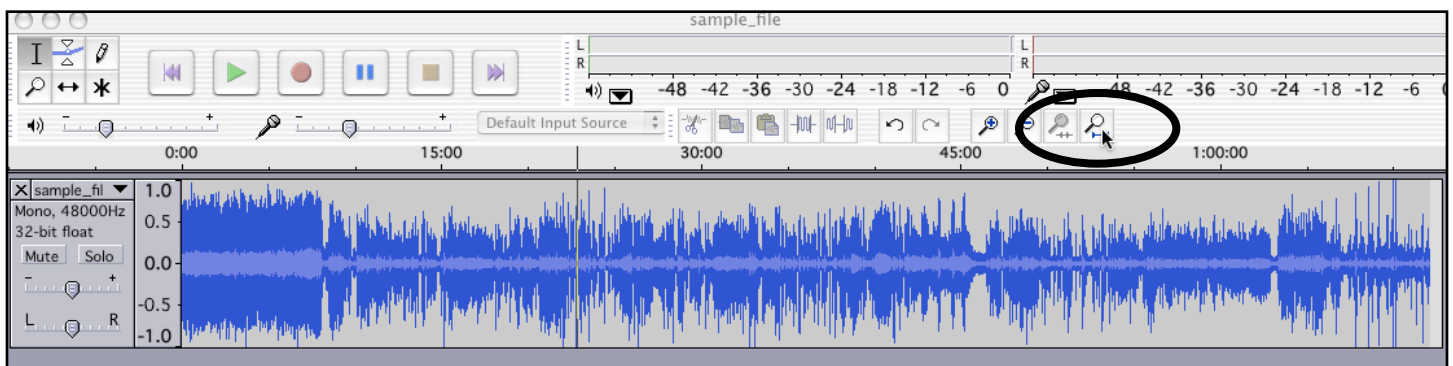 sample_file
L
R
-48 -42 -36 -30 -24 -18 -12 -6 0
L
R
-48 -42 -36 -30 -24 -18 -12 -6
- +
- +
Default Input Source
0:00 15:00 30:00 45:00 1:00:00
X sample_fil
Mono, 48000Hz
32-bit float
Mute Solo
- +
L R
1.0
0.5
0.0
-0.5
-1.0